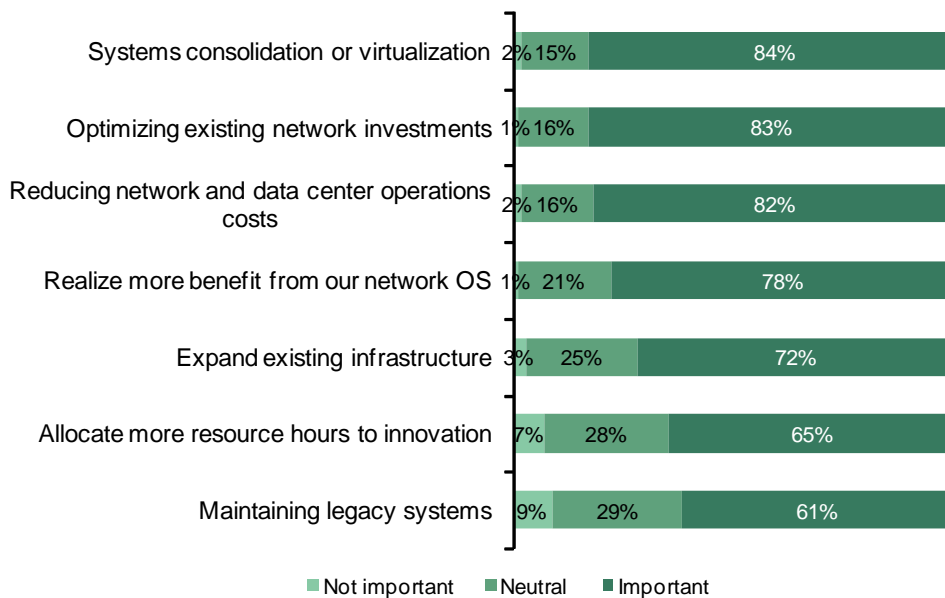 Systems consolidation or virtualization 2% 15% 84%
Optimizing existing network investments 1% 16% 83%
Reducing network and data center operations
costs 2% 16% 82%
Realize more benefit from our network OS 1% 21% 78%
Expand existing infrastructure 3% 25% 72%
Allocate more resource hours to innovation 7% 28% 65%
Maintaining legacy systems 9% 29% 61%
Not important Neutral Important